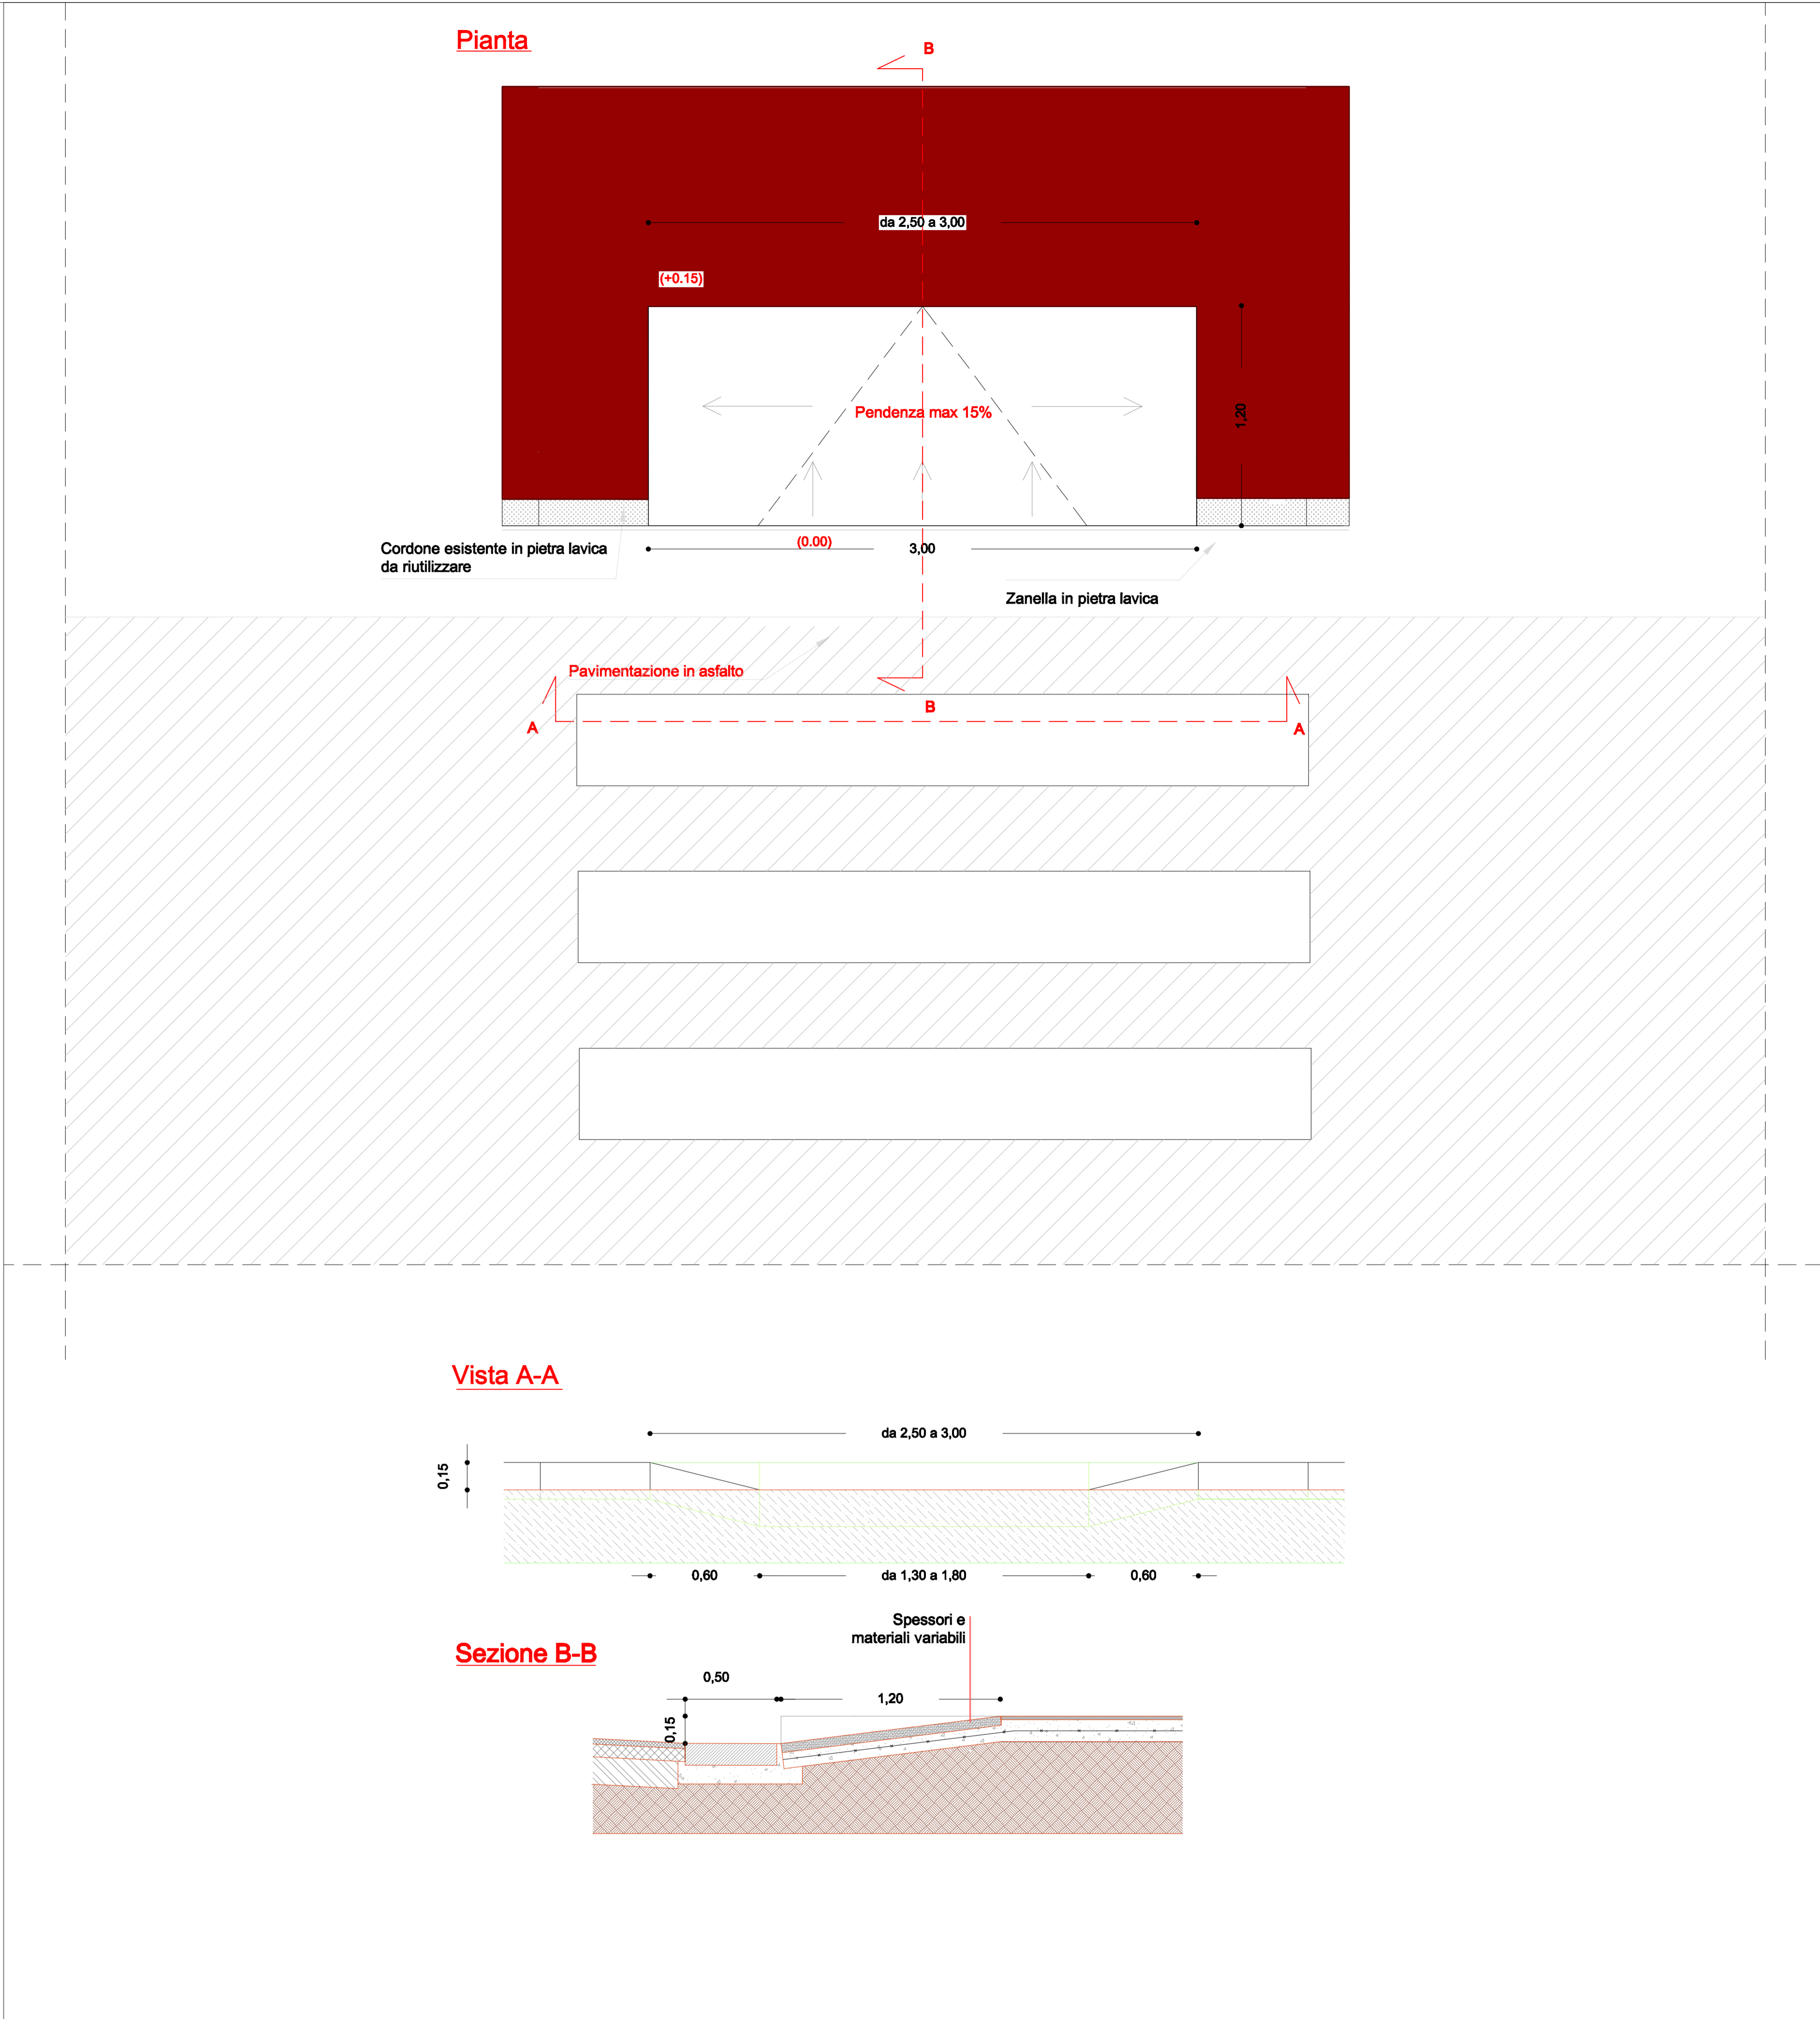 Pianta
B
da 2,50 a 3,00
(+0.15)
1,20
Pendenza max 15%
(0.00)
3,00
Cordone esistente in pietra lavica
da riutilizzare
Zanella in pietra lavica
Pavimentazione in asfalto
B
A
A
Vista A-A
da 2,50 a 3,00
0,15
0,60
da 1,30 a 1,80
0,60
Spessori e
materiali variabili
Sezione B-B
0,50
1,20
0,15